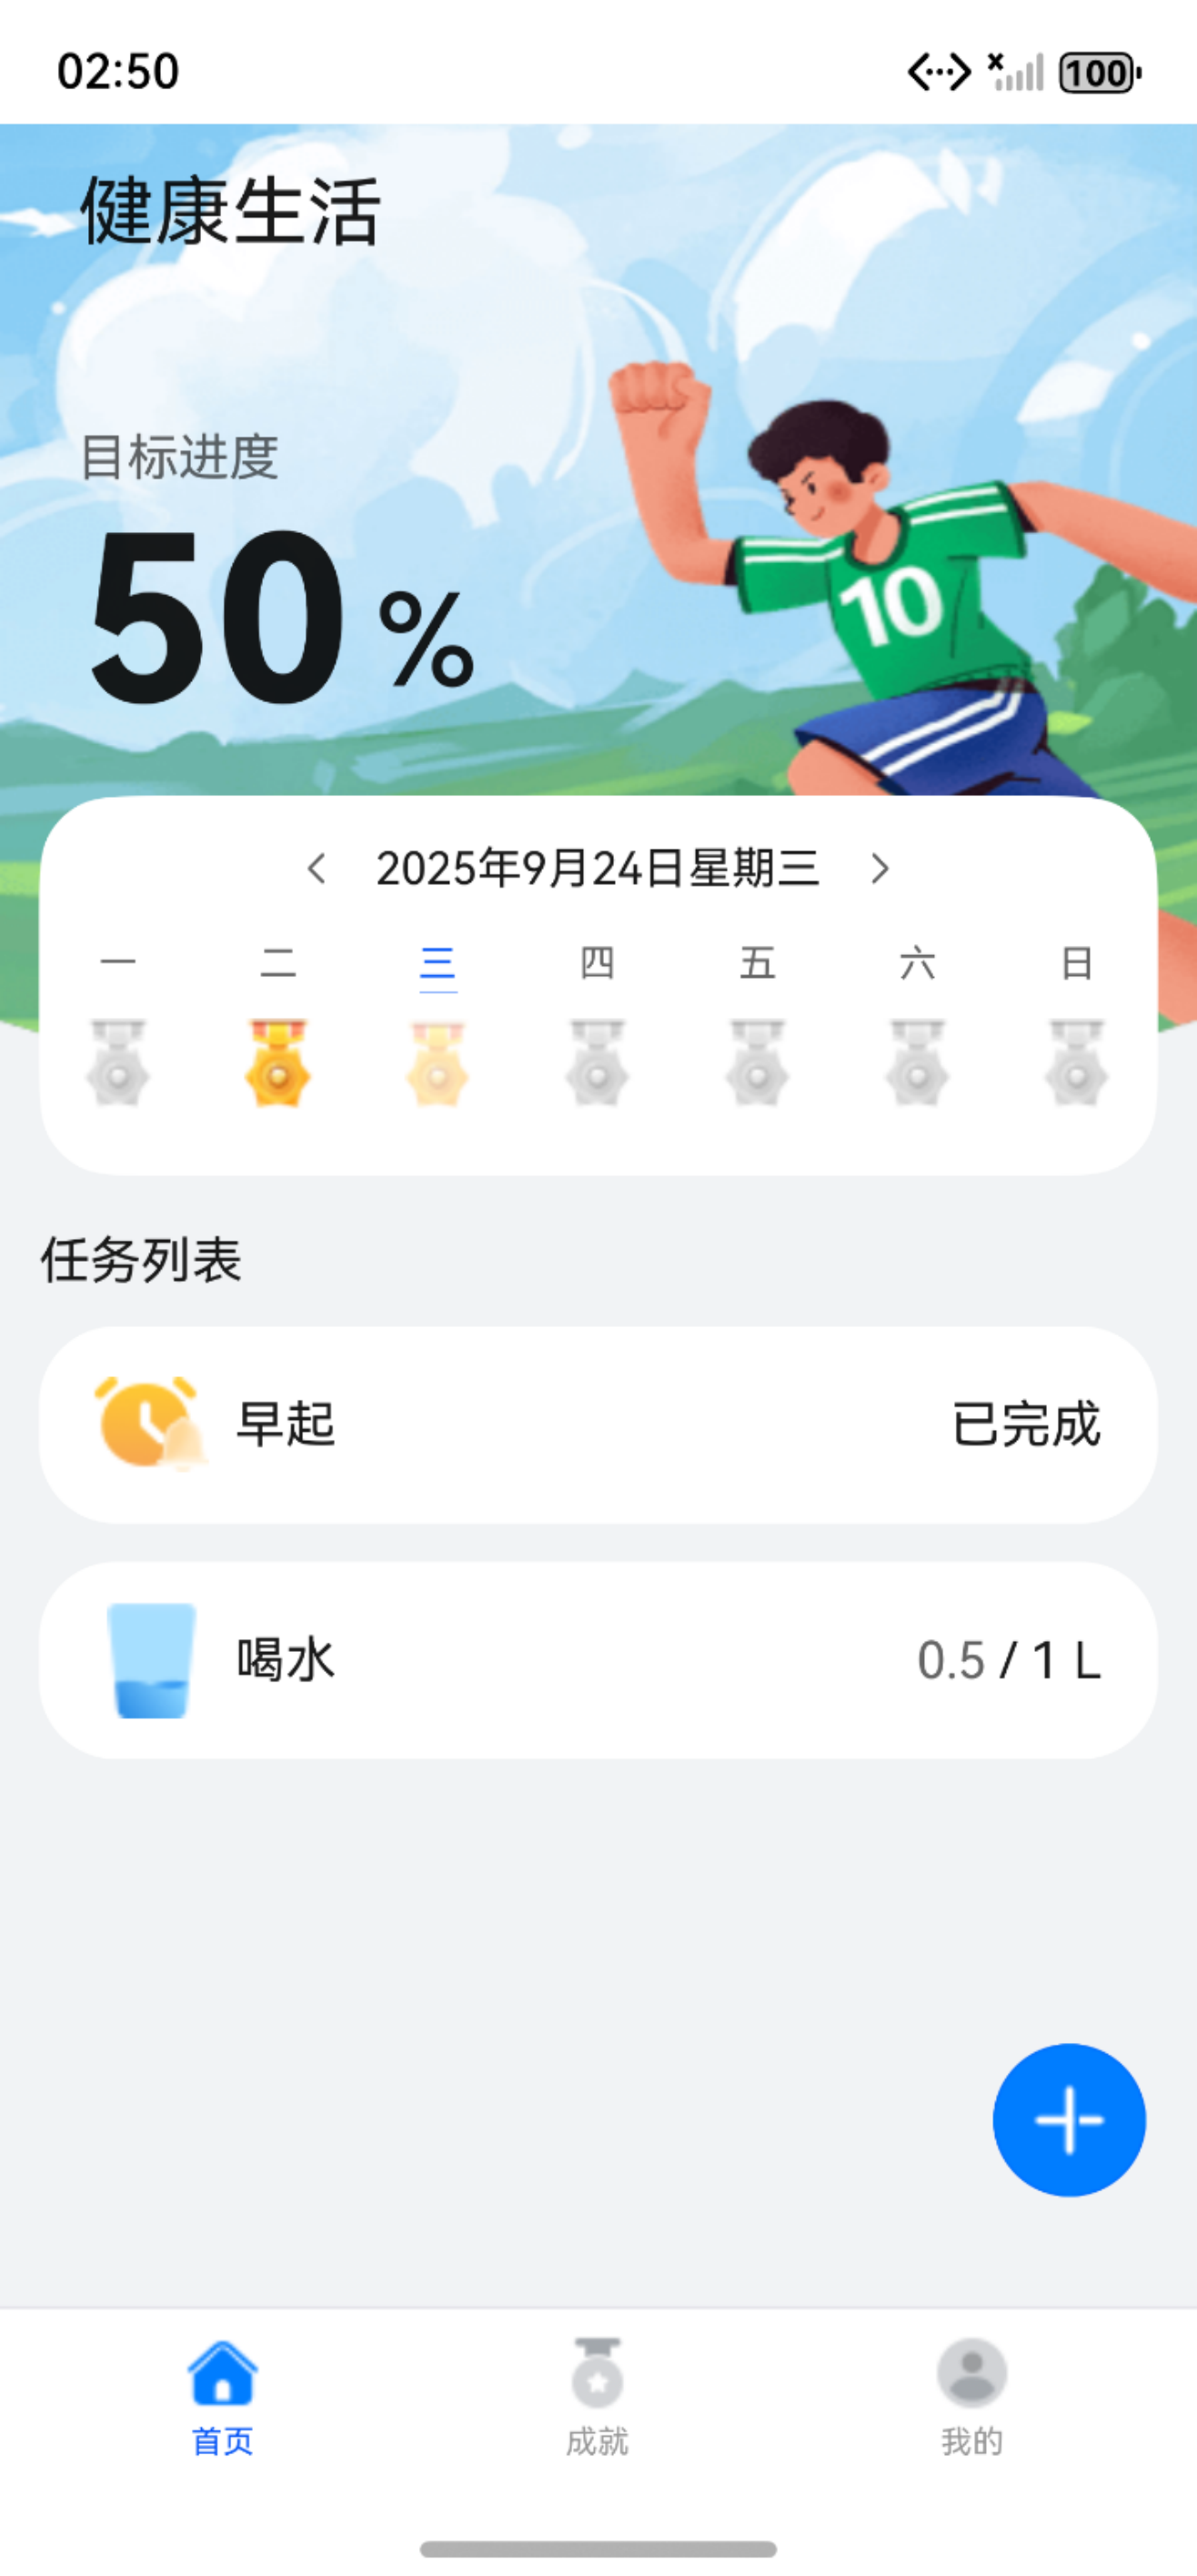 02:50
100
健康生活
目标进度
50 %
10
2025年9月24日星期三
一 二 三 四 五 六 日
任务列表
早起 已完成
喝水 0.5 / 1 L
首页 成就 我的